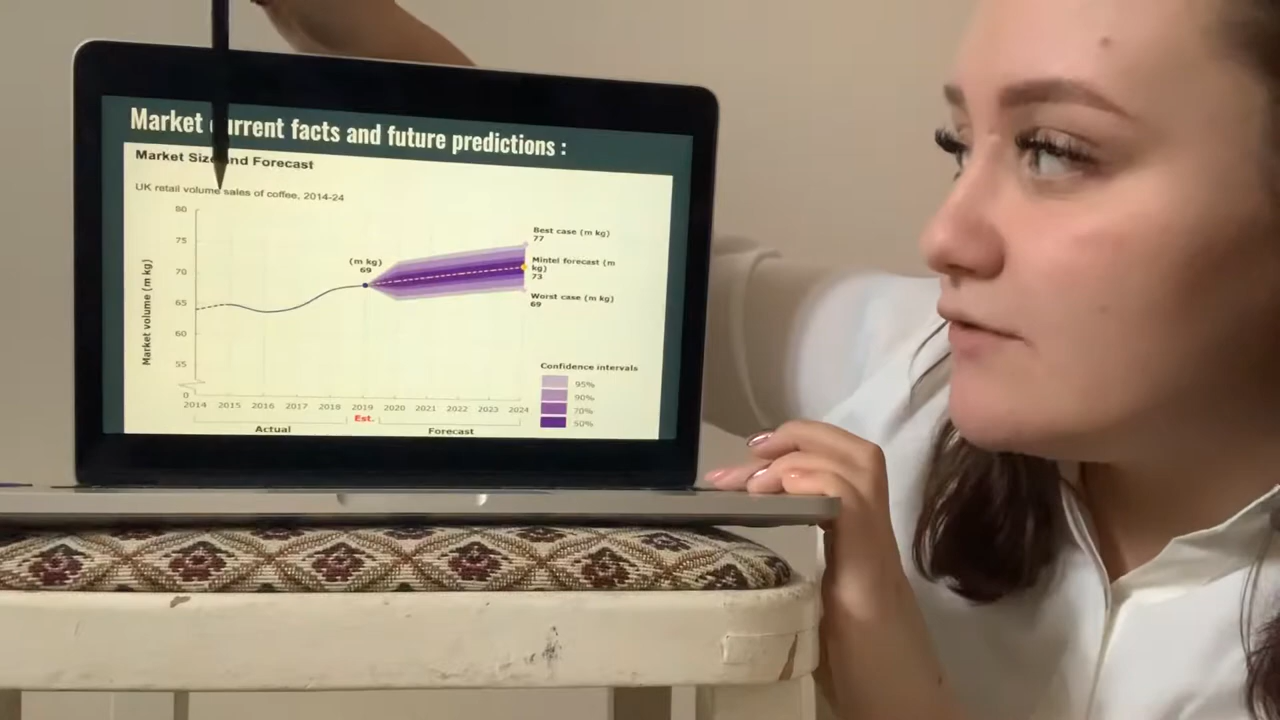 Market urrent facts and future predictions :
Market Size and Forecast
UK retail volume sales of coffee, 2014-24
Market volume (m kg)
80
75
70
65
60
55
0
(m kg)
69
Best case (m kg)
77
Mintel forecast (m
kg)
73
Worst case (m kg)
69
2014 2015 2016 2017 2018 2019 2020 2021 2022 2023 2024
Est.
Actual
Forecast
Confidence intervals
95%
90%
70%
50%